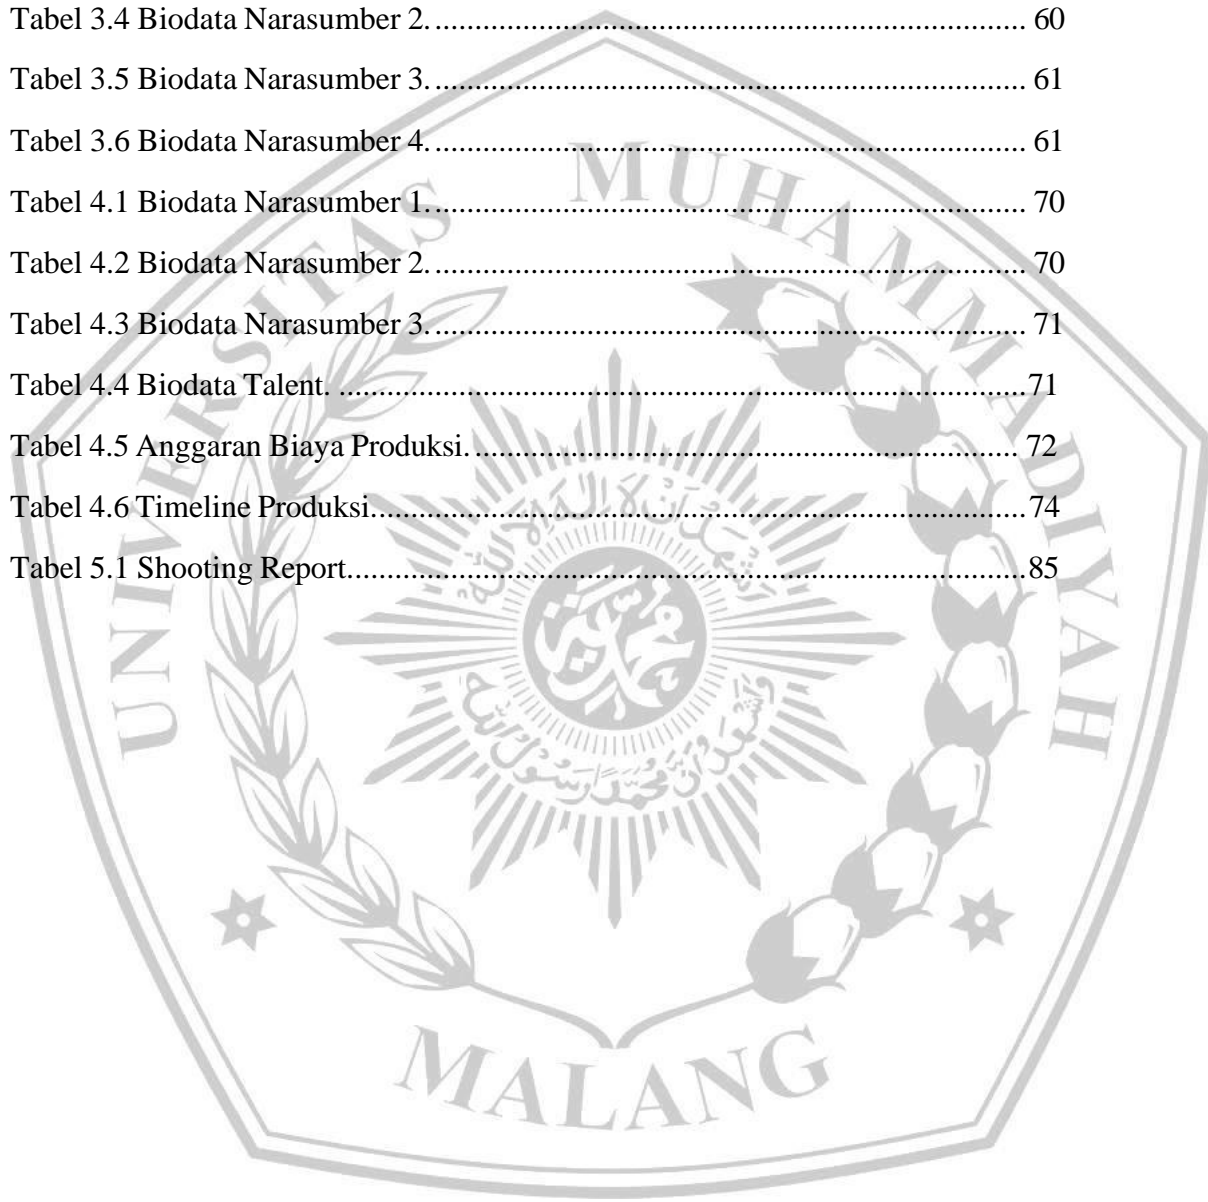 Tabel 3.4 Biodata Narasumber 2. .......................................................................... 60
Tabel 3.5 Biodata Narasumber 3. .......................................................................... 61
Tabel 3.6 Biodata Narasumber 4. .......................................................................... 61
Tabel 4.1 Biodata Narasumber 1. .......................................................................... 70
Tabel 4.2 Biodata Narasumber 2. .......................................................................... 70
Tabel 4.3 Biodata Narasumber 3. .......................................................................... 71
Tabel 4.4 Biodata Talent. ......................................................................................71
Tabel 4.5 Anggaran Biaya Produksi. .................................................................... 72
Tabel 4.6 Timeline Produksi..................................................................................74
Tabel 5.1 Shooting Report.....................................................................................85
UNIVERSITAS MUHAMMADIYAH
MALANG